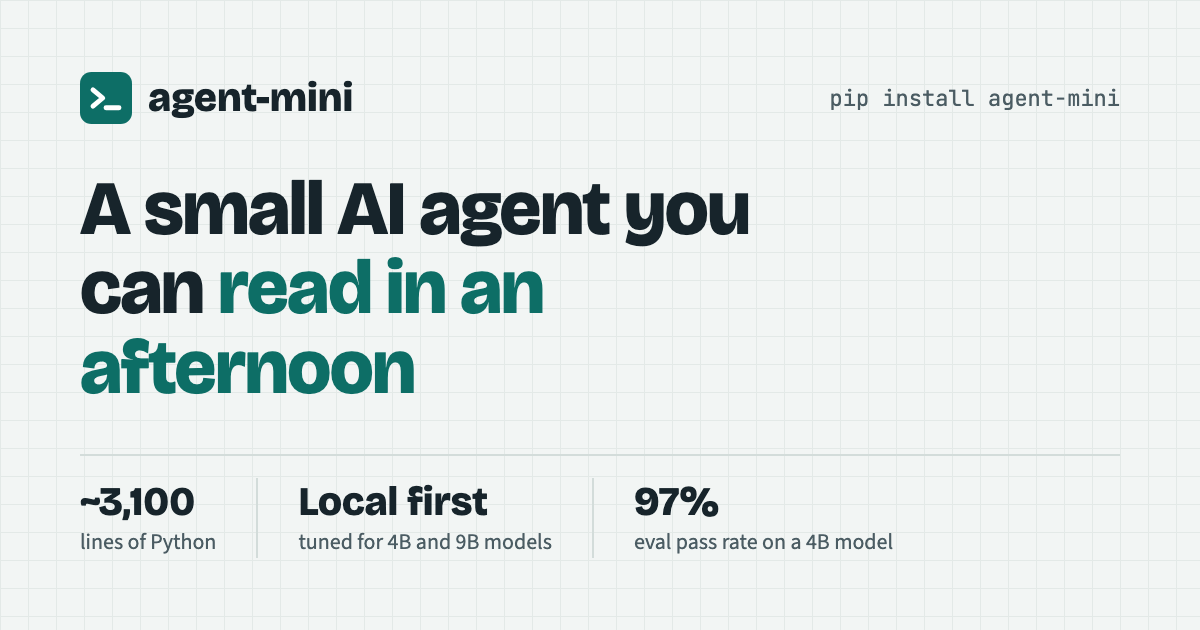 agent-mini
pip install agent-mini
A small AI agent you
can read in an
afternoon
~3,100
lines of Python
Local first
tuned for 4B and 9B models
97%
eval pass rate on a 4B model